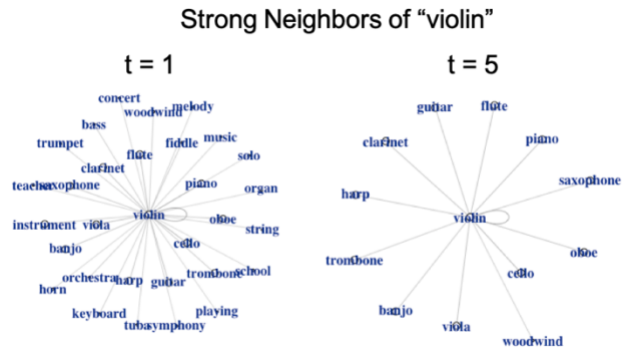 Strong Neighbors of “violin”
t = 1
t = 5
concert
woodwind
melody
bass
trumpet
fiddle
music
flute
solo
clarinet
teacher
saxophone
piano
organ
violin
instrument
viola
oboe
string
banjo
cello
orchestra
harp
guitar
trombone
school
horn
keyboard
playing
tuba
symphony
guitar
flute
clarinet
piano
saxophone
harp
violin
trombone
oboe
cello
banjo
viola
woodwind